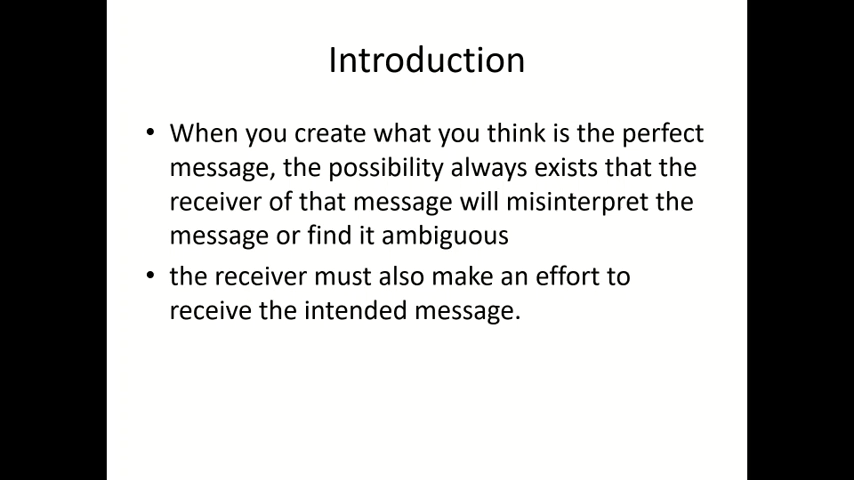 Introduction
• When you create what you think is the perfect
message, the possibility always exists that the
receiver of that message will misinterpret the
message or find it ambiguous
• the receiver must also make an effort to
receive the intended message.